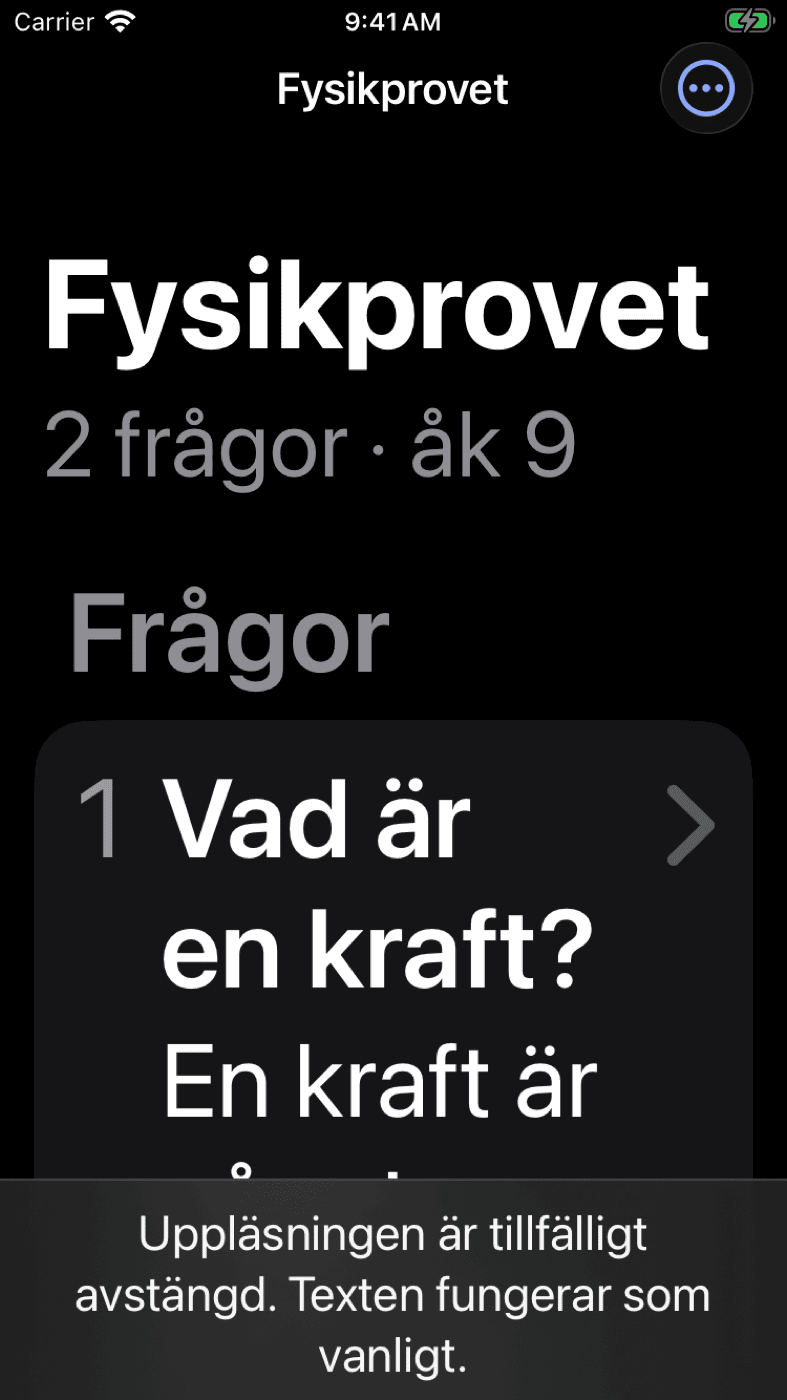 Carrier 9:41 AM
Fysikprovet
Fysikprovet
2 frågor · åk 9
Frågor
1 Vad är
en kraft?
En kraft är
Uppläsningen är tillfälligt
avstängd. Texten fungerar som
vanligt.